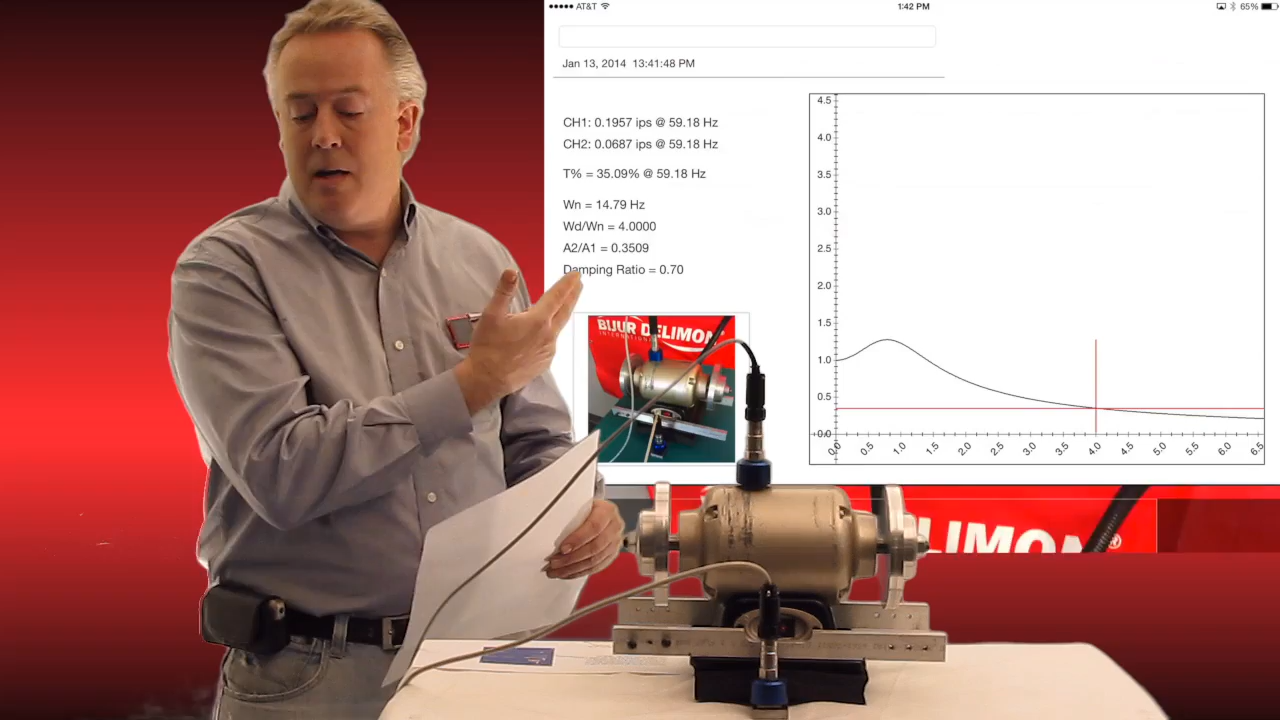 AT&T
1:42 PM
65%
Jan 13, 2014 13:41:48 PM
CH1: 0.1957 ips @ 59.18 Hz
CH2: 0.0687 ips @ 59.18 Hz
T% = 35.09% @ 59.18 Hz
Wn = 14.79 Hz
Wd/Wn = 4.0000
A2/A1 = 0.3509
Damping Ratio = 0.70
4.5
4.0
3.5
3.0
2.5
2.0
1.5
1.0
0.5
+0.0
0.0 0.5 1.0 1.5 2.0 2.5 3.0 3.5 4.0 4.5 5.0 5.5 6.0 6.5
BIJUR DELIMON
INTERNATIONAL
DELIMON®